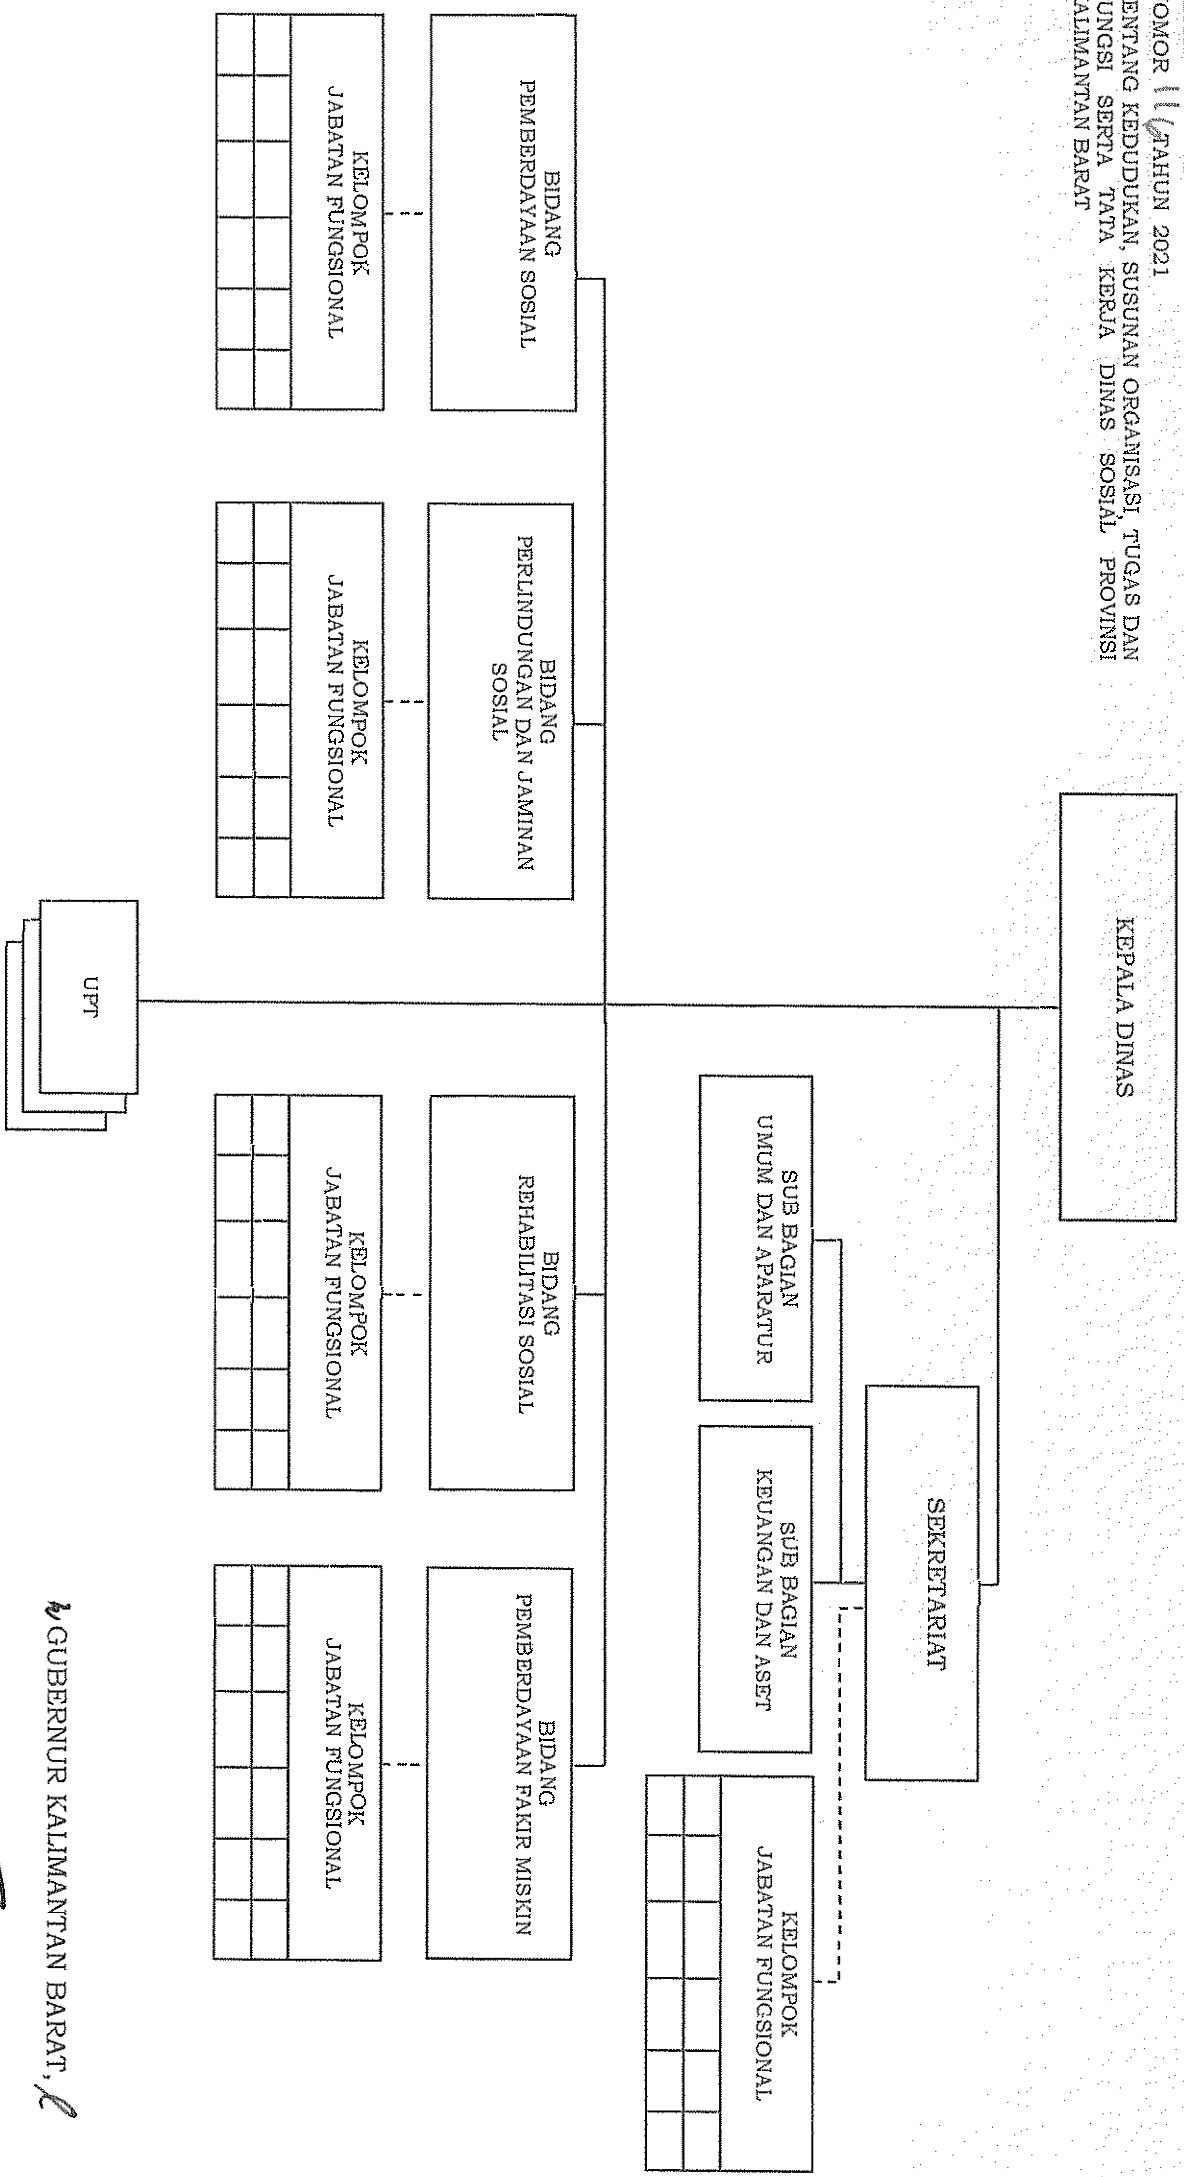 OMOR 116 TAHUN 2021
ENTANG KEDUDUKAN, SUSUNAN ORGANISASI, TUGAS DAN
UNGSI SERTA TATA KERJA DINAS SOSIAL PROVINSI
ALIMANTAN BARAT
KEPALA DINAS
SEKRETARIAT
SUB BAGIAN
UMUM DAN APARATUR
SUB BAGIAN
KEUANGAN DAN ASET
KELOMPOK
JABATAN FUNGSIONAL
BIDANG
PEMBERDAYAAN SOSIAL
BIDANG
PERLINDUNGAN DAN JAMINAN
SOSIAL
BIDANG
REHABILITASI SOSIAL
BIDANG
PEMBERDAYAAN FAKIR MISKIN
KELOMPOK
JABATAN FUNGSIONAL
KELOMPOK
JABATAN FUNGSIONAL
KELOMPOK
JABATAN FUNGSIONAL
KELOMPOK
JABATAN FUNGSIONAL
UPT
GUBERNUR KALIMANTAN BARAT,